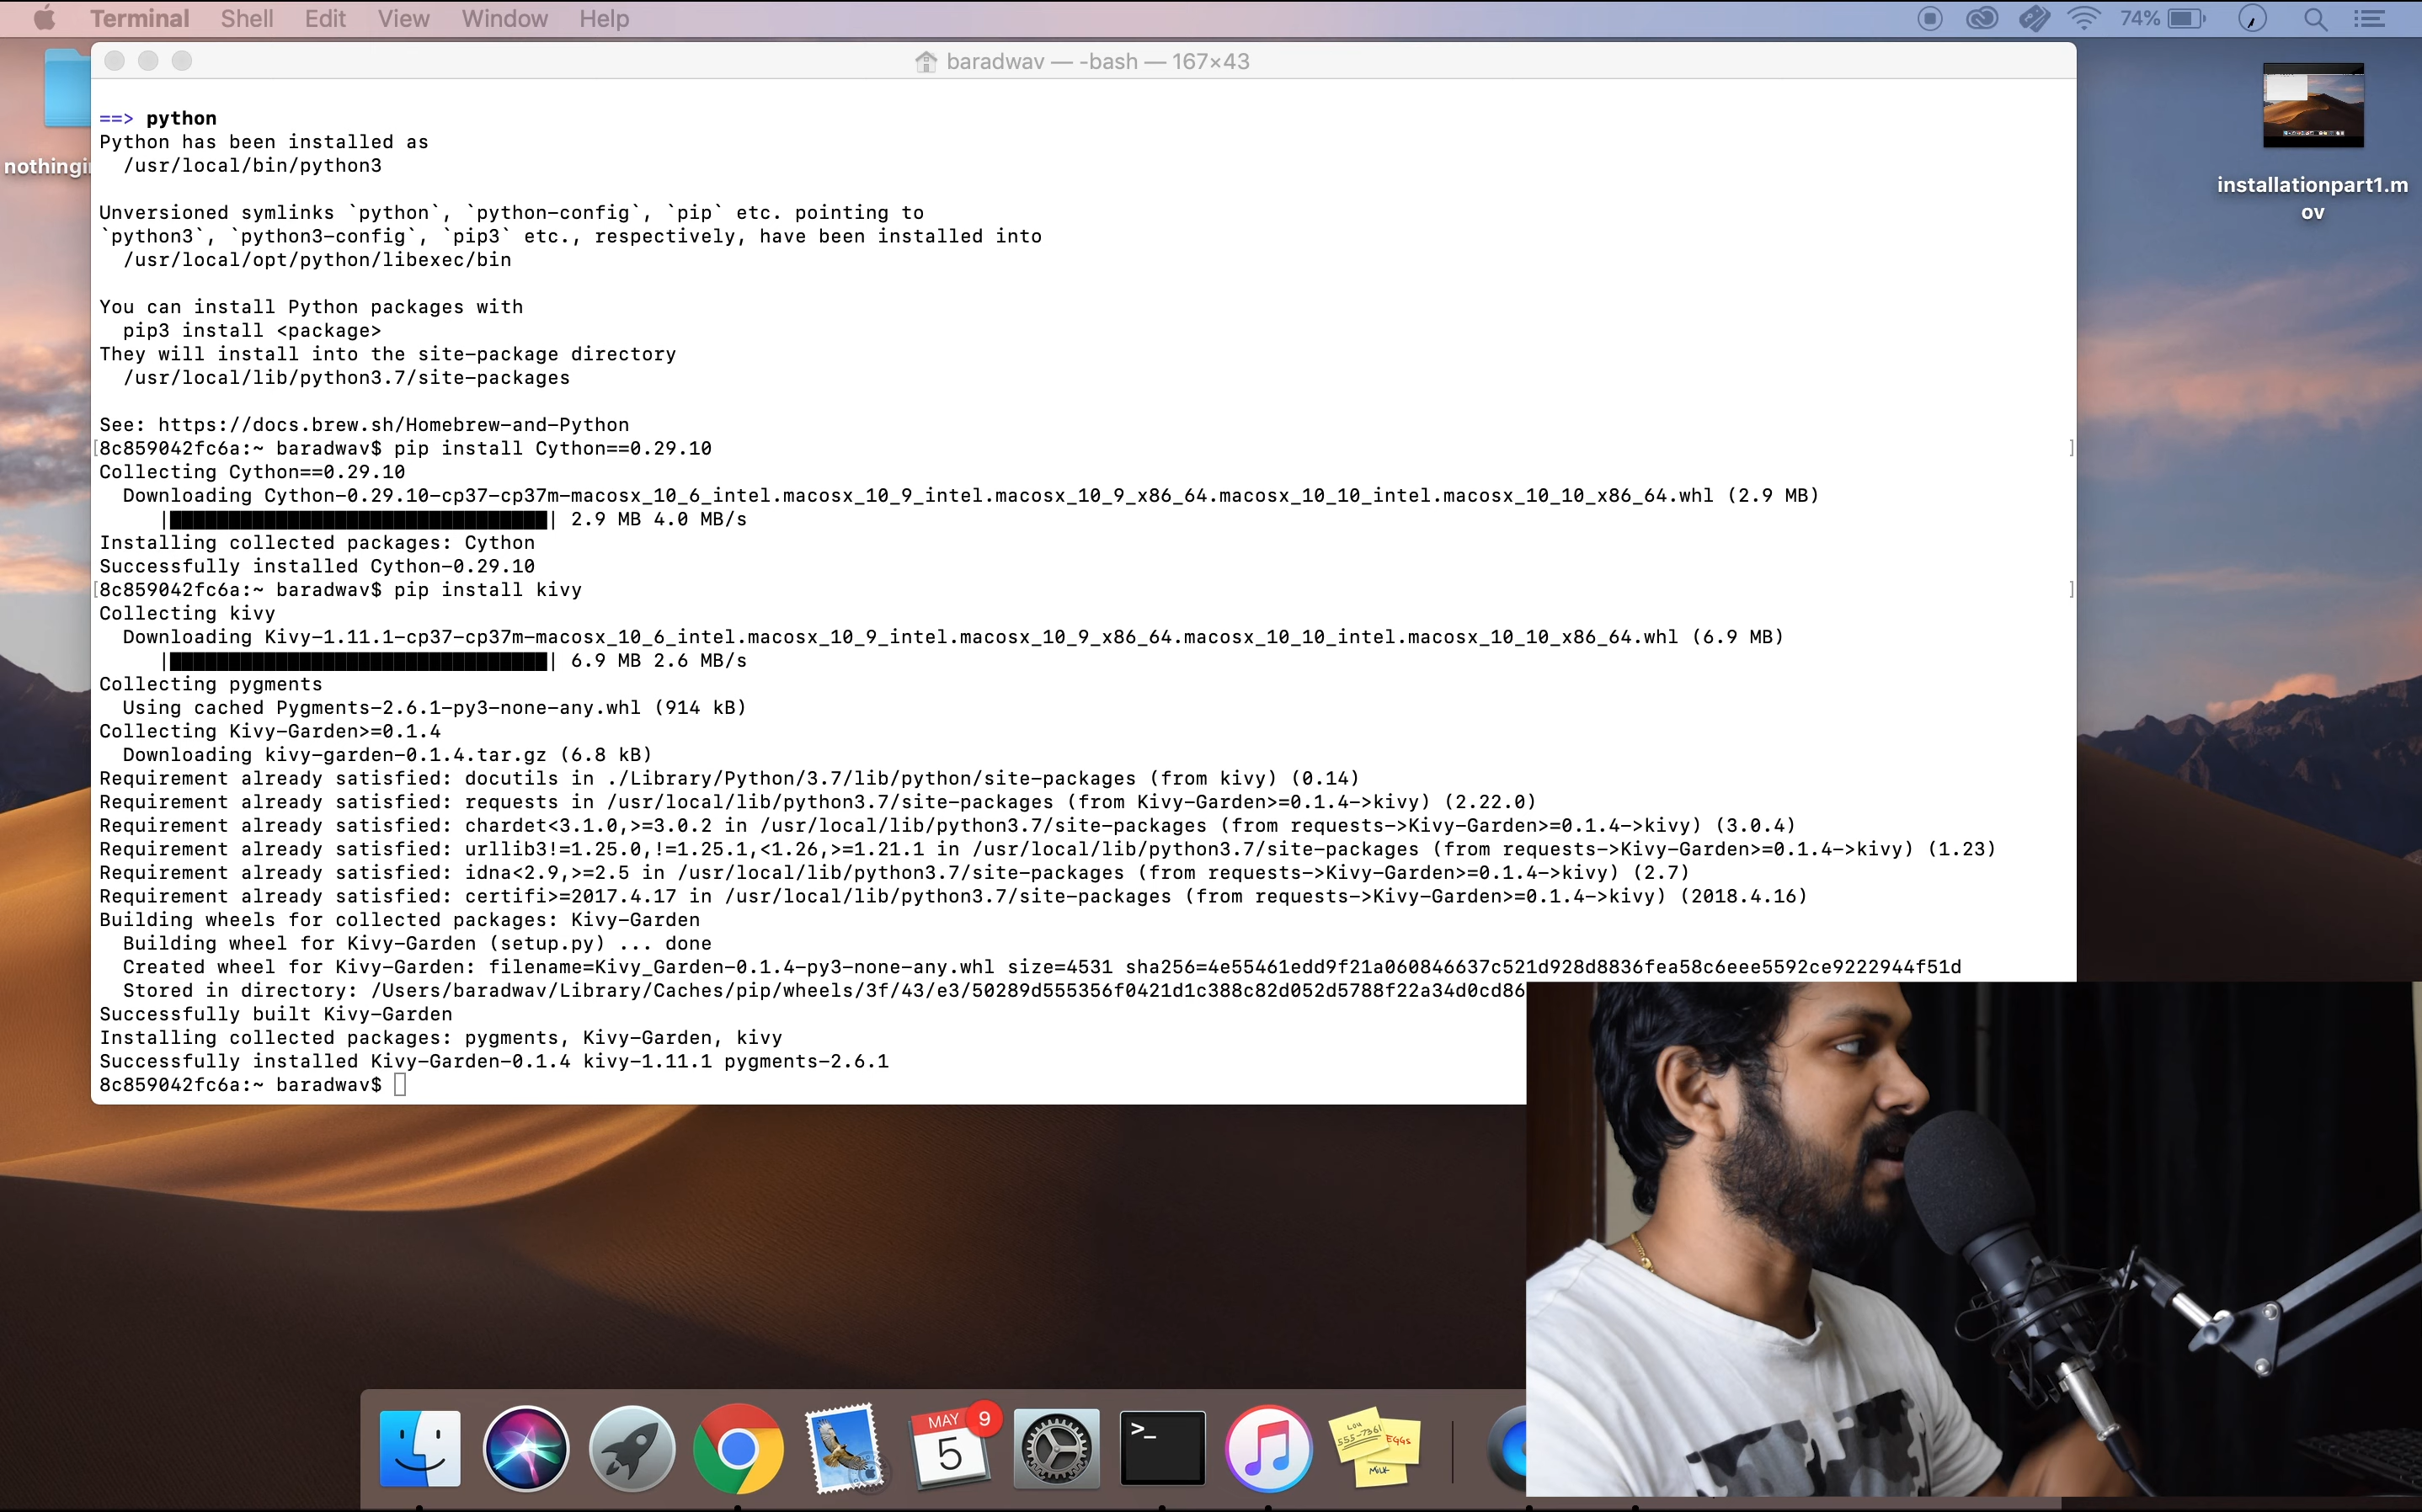 Terminal Shell Edit View Window Help 74%
baradwav — -bash — 167×43
==> python
Python has been installed as
/usr/local/bin/python3
Unversioned symlinks `python`, `python-config`, `pip` etc. pointing to
`python3`, `python3-config`, `pip3` etc., respectively, have been installed into
/usr/local/opt/python/libexec/bin
You can install Python packages with
pip3 install <package>
They will install into the site-package directory
/usr/local/lib/python3.7/site-packages
See: https://docs.brew.sh/Homebrew-and-Python
[8c859042fc6a:~ baradwav$ pip install Cython==0.29.10 ]
Collecting Cython==0.29.10
Downloading Cython-0.29.10-cp37-cp37m-macosx_10_6_intel.macosx_10_9_intel.macosx_10_9_x86_64.macosx_10_10_intel.macosx_10_10_x86_64.whl (2.9 MB)
|████████████████████████████████| 2.9 MB 4.0 MB/s
Installing collected packages: Cython
Successfully installed Cython-0.29.10
[8c859042fc6a:~ baradwav$ pip install kivy ]
Collecting kivy
Downloading Kivy-1.11.1-cp37-cp37m-macosx_10_6_intel.macosx_10_9_intel.macosx_10_9_x86_64.macosx_10_10_intel.macosx_10_10_x86_64.whl (6.9 MB)
|████████████████████████████████| 6.9 MB 2.6 MB/s
Collecting pygments
Using cached Pygments-2.6.1-py3-none-any.whl (914 kB)
Collecting Kivy-Garden>=0.1.4
Downloading kivy-garden-0.1.4.tar.gz (6.8 kB)
Requirement already satisfied: docutils in ./Library/Python/3.7/lib/python/site-packages (from kivy) (0.14)
Requirement already satisfied: requests in /usr/local/lib/python3.7/site-packages (from Kivy-Garden>=0.1.4->kivy) (2.22.0)
Requirement already satisfied: chardet<3.1.0,>=3.0.2 in /usr/local/lib/python3.7/site-packages (from requests->Kivy-Garden>=0.1.4->kivy) (3.0.4)
Requirement already satisfied: urllib3!=1.25.0,!=1.25.1,<1.26,>=1.21.1 in /usr/local/lib/python3.7/site-packages (from requests->Kivy-Garden>=0.1.4->kivy) (1.23)
Requirement already satisfied: idna<2.9,>=2.5 in /usr/local/lib/python3.7/site-packages (from requests->Kivy-Garden>=0.1.4->kivy) (2.7)
Requirement already satisfied: certifi>=2017.4.17 in /usr/local/lib/python3.7/site-packages (from requests->Kivy-Garden>=0.1.4->kivy) (2018.4.16)
Building wheels for collected packages: Kivy-Garden
Building wheel for Kivy-Garden (setup.py) ... done
Created wheel for Kivy-Garden: filename=Kivy_Garden-0.1.4-py3-none-any.whl size=4531 sha256=4e55461edd9f21a060846637c521d928d8836fea58c6eee5592ce9222944f51d
Stored in directory: /Users/baradwav/Library/Caches/pip/wheels/3f/43/e3/50289d555356f0421d1c388c82d052d5788f22a34d0cd86
Successfully built Kivy-Garden
Installing collected packages: pygments, Kivy-Garden, kivy
Successfully installed Kivy-Garden-0.1.4 kivy-1.11.1 pygments-2.6.1
8c859042fc6a:~ baradwav$
nothingi
installationpart1.m
ov
MAY 9
5
>_
LOU
555-7361
EGGS
MILK